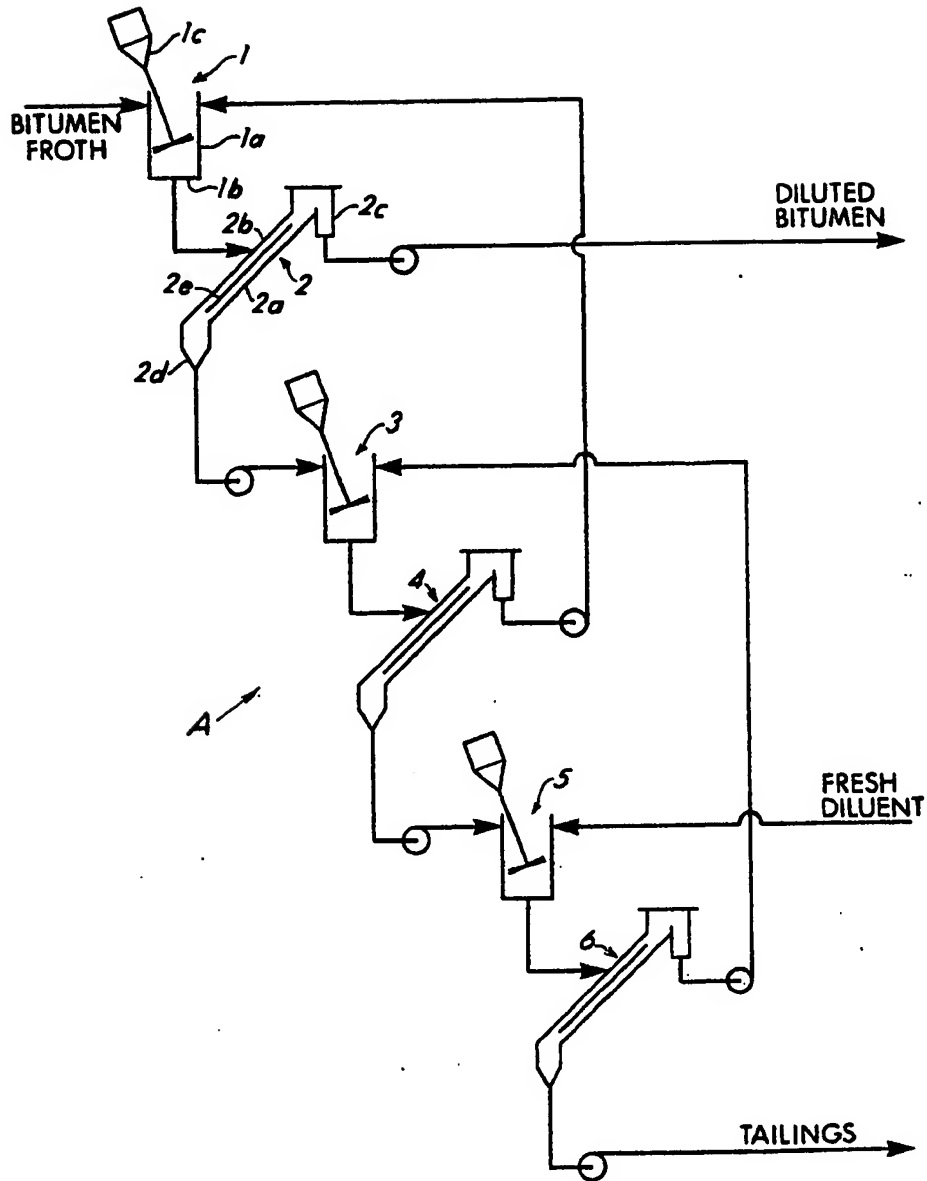 1c
1
BITUMEN
FROTH
1a
1b
DILUTED
BITUMEN
2b
2c
2e
2a
2
2d
3
4
A
5
FRESH
DILUENT
6
TAILINGS